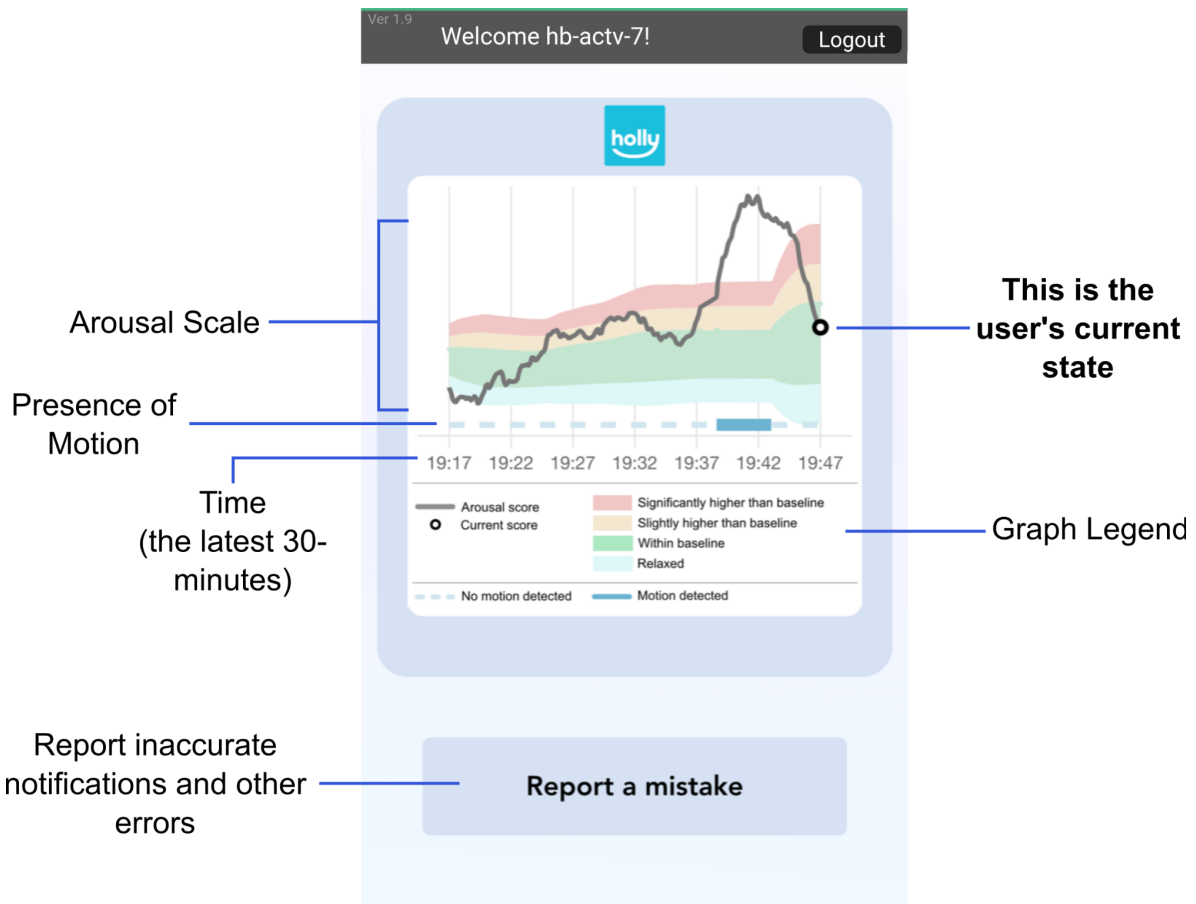 Ver 1.9
Welcome hb-actv-7!
Logout
holly
Arousal Scale
Presence of
Motion
Time
(the latest 30-
minutes)
This is the
user's current
state
19:17 19:22 19:27 19:32 19:37 19:42 19:47
Arousal score
Current score
Significantly higher than baseline
Slightly higher than baseline
Within baseline
Relaxed
Graph Legend
No motion detected
Motion detected
Report inaccurate
notifications and other
errors
Report a mistake